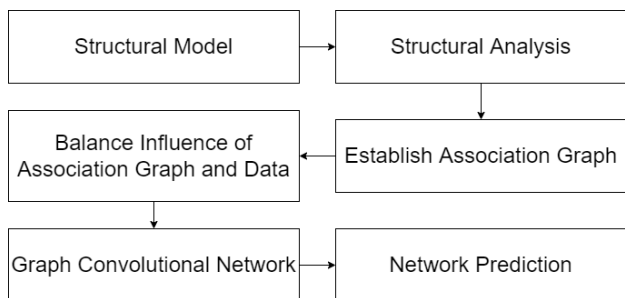 Structural Model
Structural Analysis
Establish Association Graph
Balance Influence of
Association Graph and Data
Graph Convolutional Network
Network Prediction